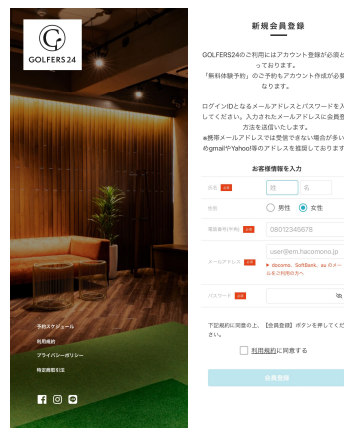 GOLFERS24
予約スケジュール
利用規約
プライバシーポリシー
特定商取引法
新規会員登録
GOLFERS24のご利用にはアカウント登録が必須と
っております。
「無料体験予約」のご予約もアカウント作成が必要
なります。
ログインIDとなるメールアドレスとパスワードを入
してください。入力されたメールアドレスに会員登
方法を送信いたします。
※携帯メールアドレスでは受信できない場合が多い
めgmailやYahoo!等のアドレスを推奨しております
お客様情報を入力
氏名 必須 姓 名
性別 男性 女性
電話番号(半角) 必須 08012345678
メールアドレス 必須 user@em.hacomono.jp
docomo、SoftBank、au のメー
ルをご利用の方へ
パスワード 必須
下記規約に同意の上、【会員登録】ボタンを押してくだ
さい。
利用規約に同意する
会員登録